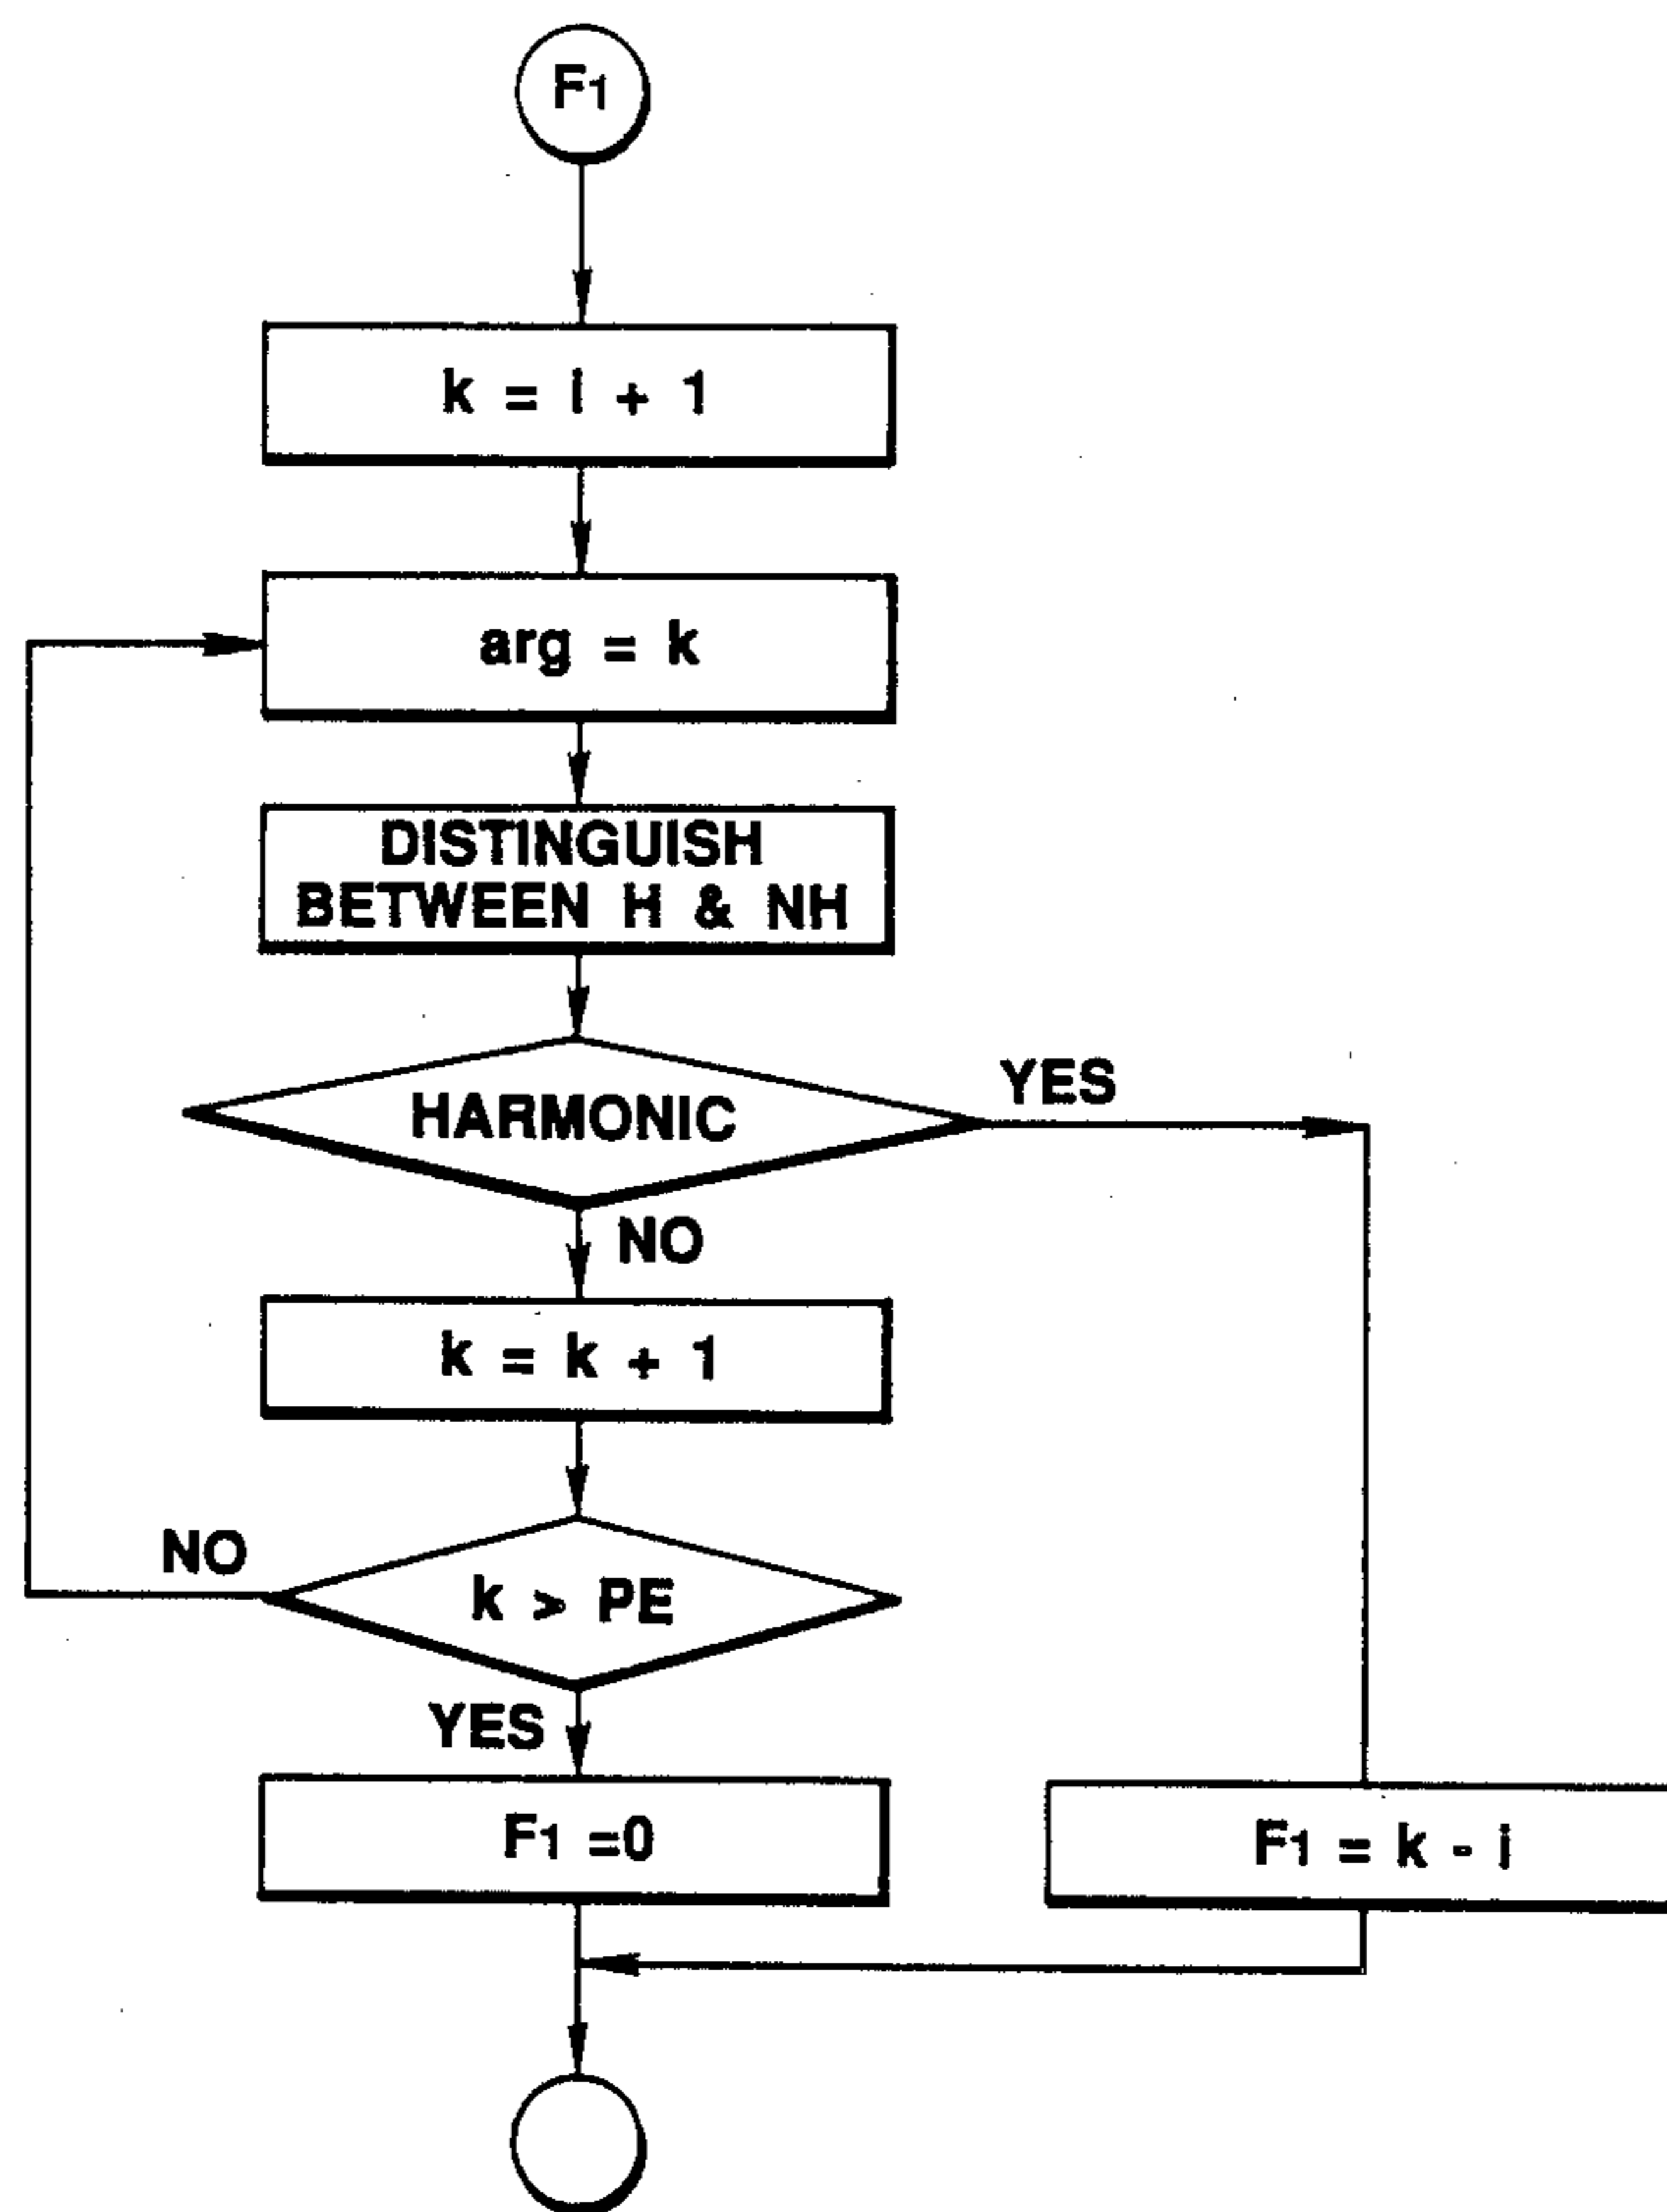 F1
k = i + 1
arg = k
DISTINGUISH
BETWEEN H & NH
HARMONIC
YES
NO
k = k + 1
NO
k > PE
YES
F1 =0
F1 = k - i